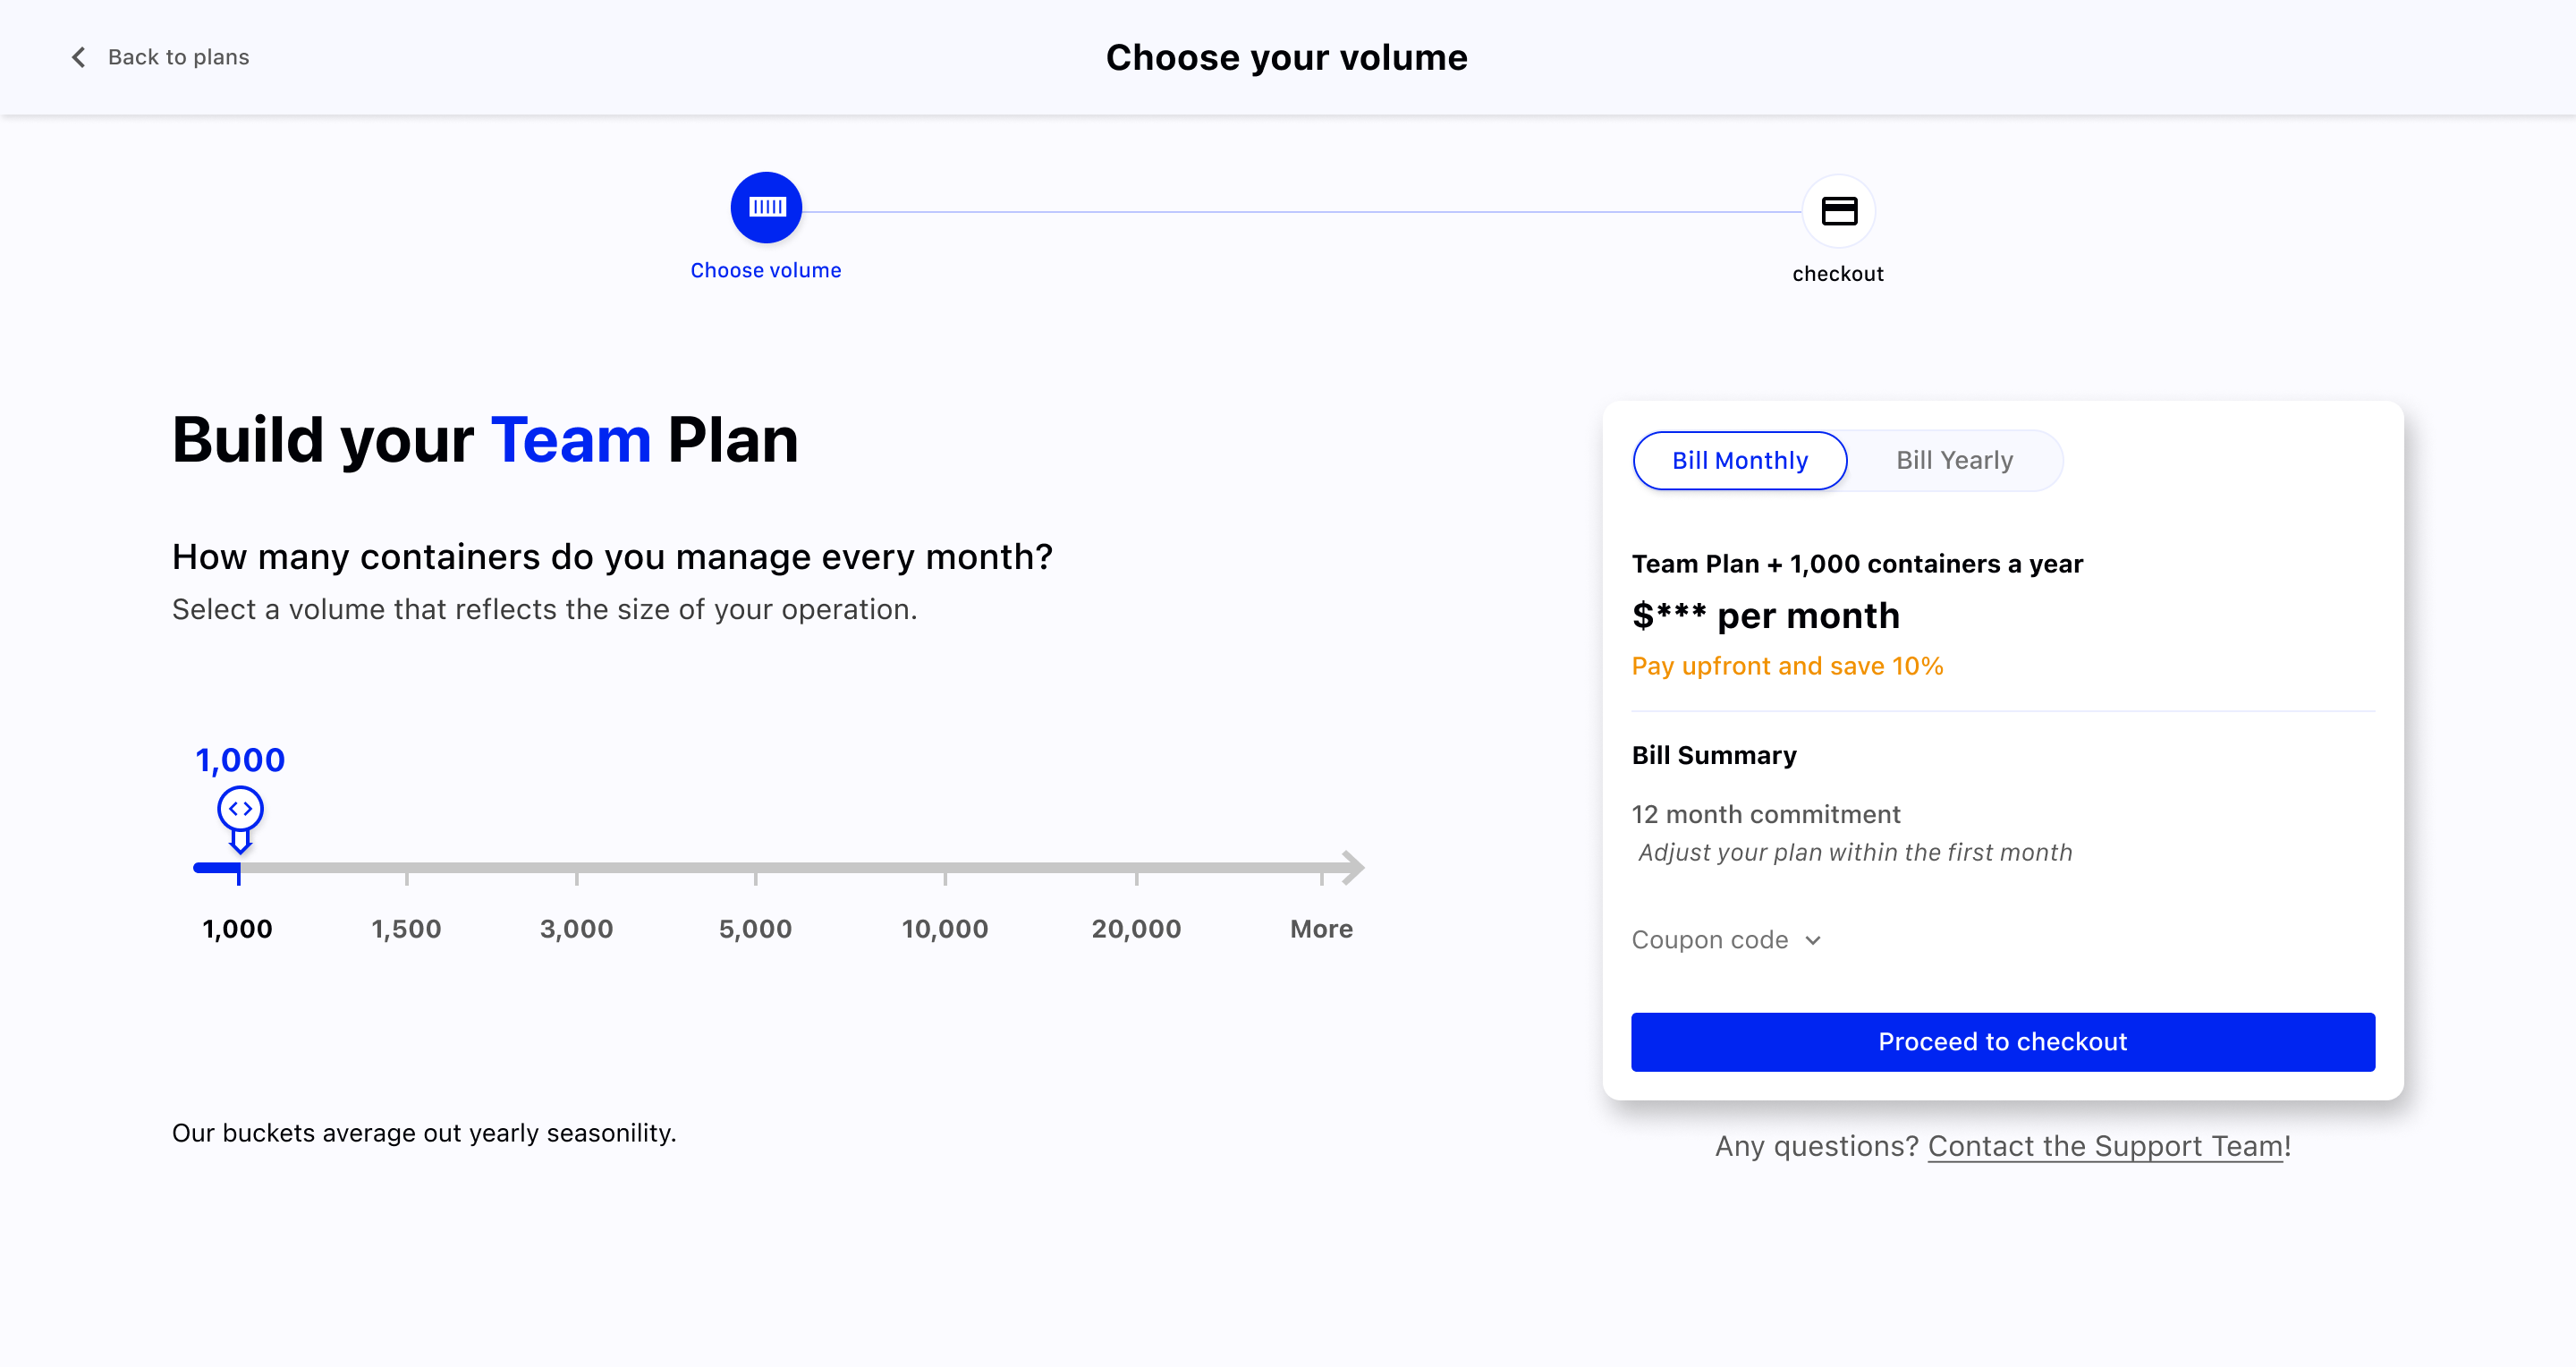 Back to plans
Choose your volume
Choose volume
checkout
Build your Team Plan
How many containers do you manage every month?
Select a volume that reflects the size of your operation.
1,000
1,000
1,500
3,000
5,000
10,000
20,000
More
Our buckets average out yearly seasonility.
Bill Monthly
Bill Yearly
Team Plan + 1,000 containers a year
$*** per month
Pay upfront and save 10%
Bill Summary
12 month commitment
Adjust your plan within the first month
Coupon code
Proceed to checkout
Any questions? Contact the Support Team!